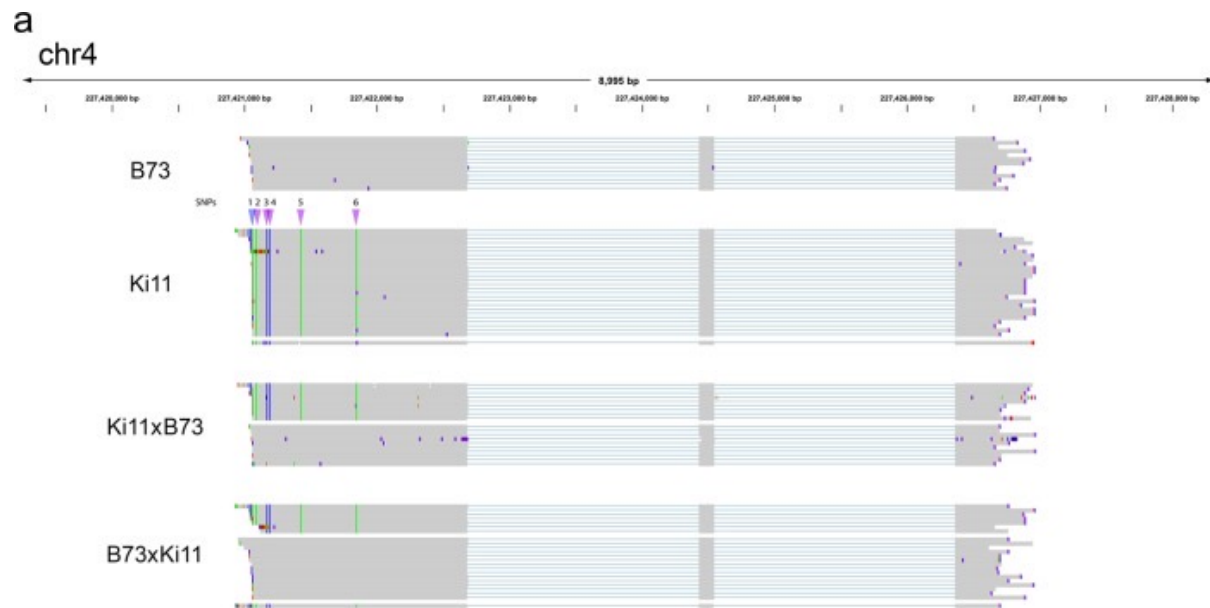 a
chr4
8,995 bp
227,420,000 bp 227,421,000 bp 227,422,000 bp 227,423,000 bp 227,424,000 bp 227,425,000 bp 227,426,000 bp 227,427,000 bp 227,428,000 bp
B73
SNPs 1 2 3 4 5 6
Ki11
Ki11xB73
B73xKi11